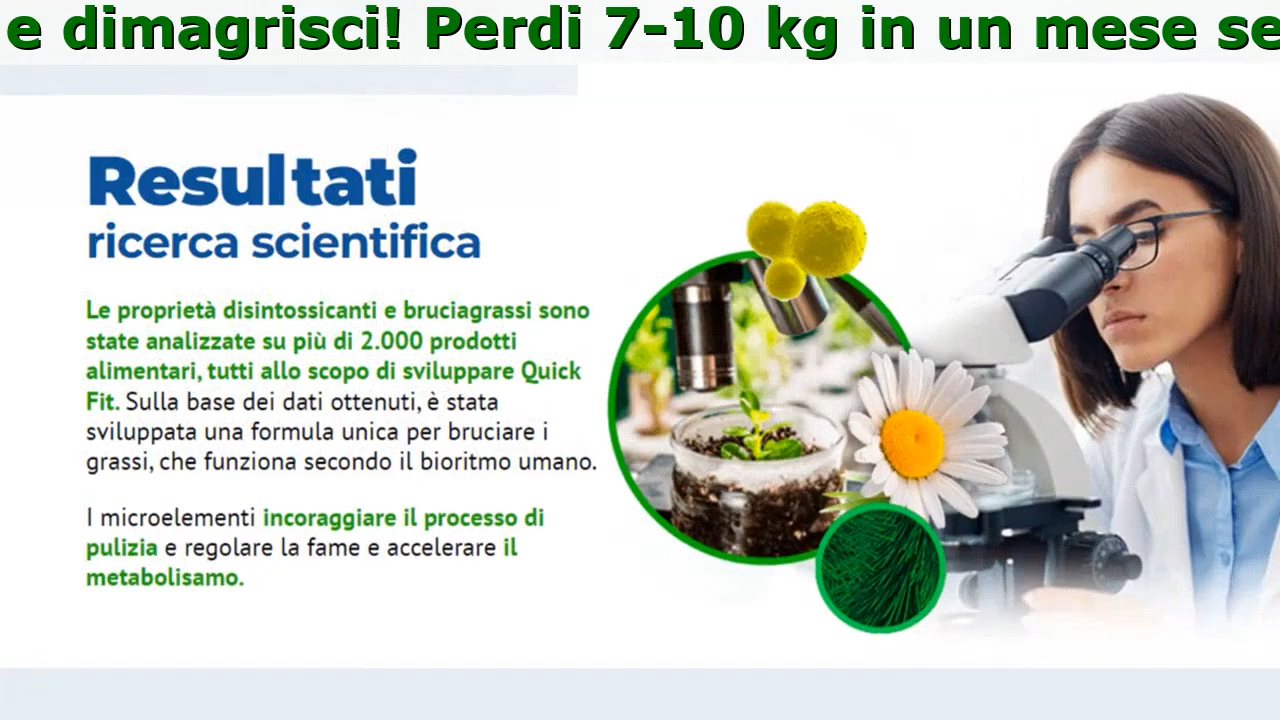 e dimagrisci! Perdi 7-10 kg in un mese se
Resultati
ricerca scientifica
Le proprietà disintossicanti e bruciagrassi sono
state analizzate su più di 2.000 prodotti
alimentari, tutti allo scopo di sviluppare Quick
Fit. Sulla base dei dati ottenuti, è stata
sviluppata una formula unica per bruciare i
grassi, che funziona secondo il bioritmo umano.
I microelementi incoraggiare il processo di
pulizia e regolare la fame e accelerare il
metabolisamo.